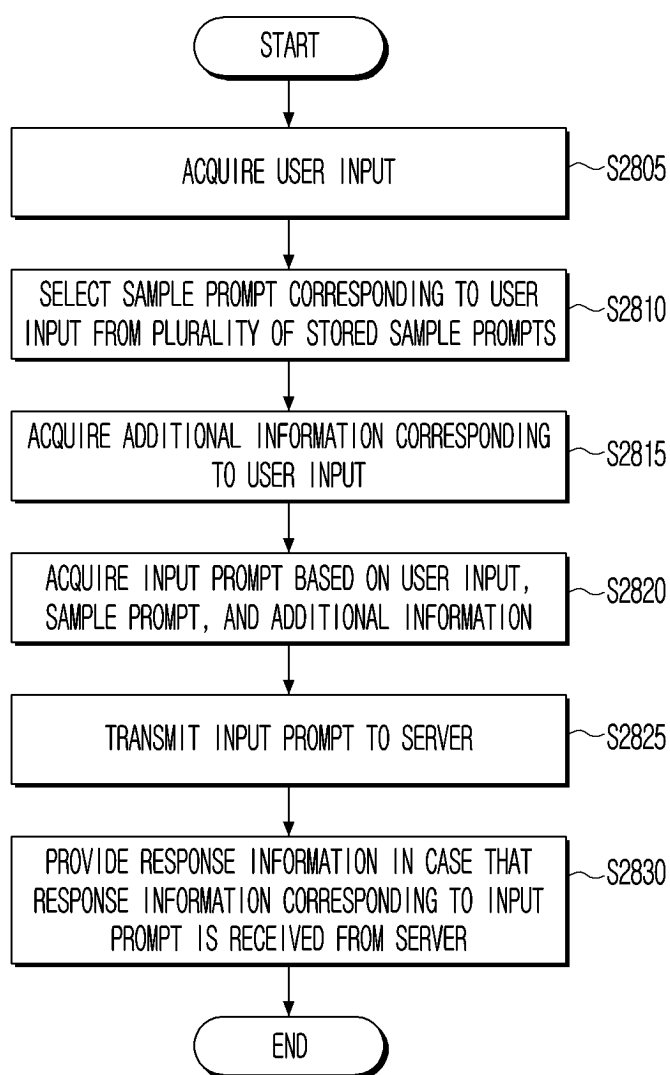 START
ACQUIRE USER INPUT
S2805
SELECT SAMPLE PROMPT CORRESPONDING TO USER
INPUT FROM PLURALITY OF STORED SAMPLE PROMPTS
S2810
ACQUIRE ADDITIONAL INFORMATION CORRESPONDING
TO USER INPUT
S2815
ACQUIRE INPUT PROMPT BASED ON USER INPUT,
SAMPLE PROMPT, AND ADDITIONAL INFORMATION
S2820
TRANSMIT INPUT PROMPT TO SERVER
S2825
PROVIDE RESPONSE INFORMATION IN CASE THAT
RESPONSE INFORMATION CORRESPONDING TO INPUT
PROMPT IS RECEIVED FROM SERVER
S2830
END